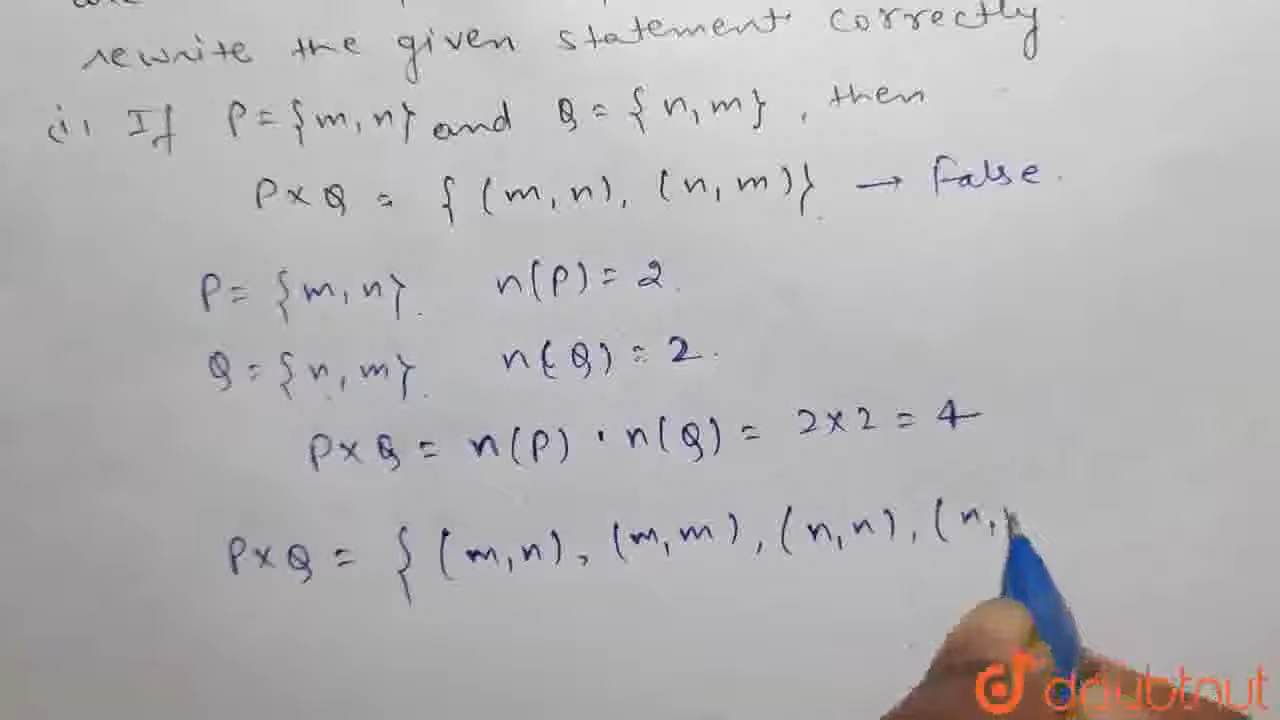 rewrite the given statement correctly
(i) If P = {m, n} and Q = {n, m}, then
P × Q = {(m, n), (n, m)} → False.
P = {m, n}. n(P) = 2.
Q = {n, m}. n(Q) = 2.
P × Q = n(P) · n(Q) = 2 × 2 = 4
P × Q = { (m, n), (m, m), (n, n), (n,
doubtnut